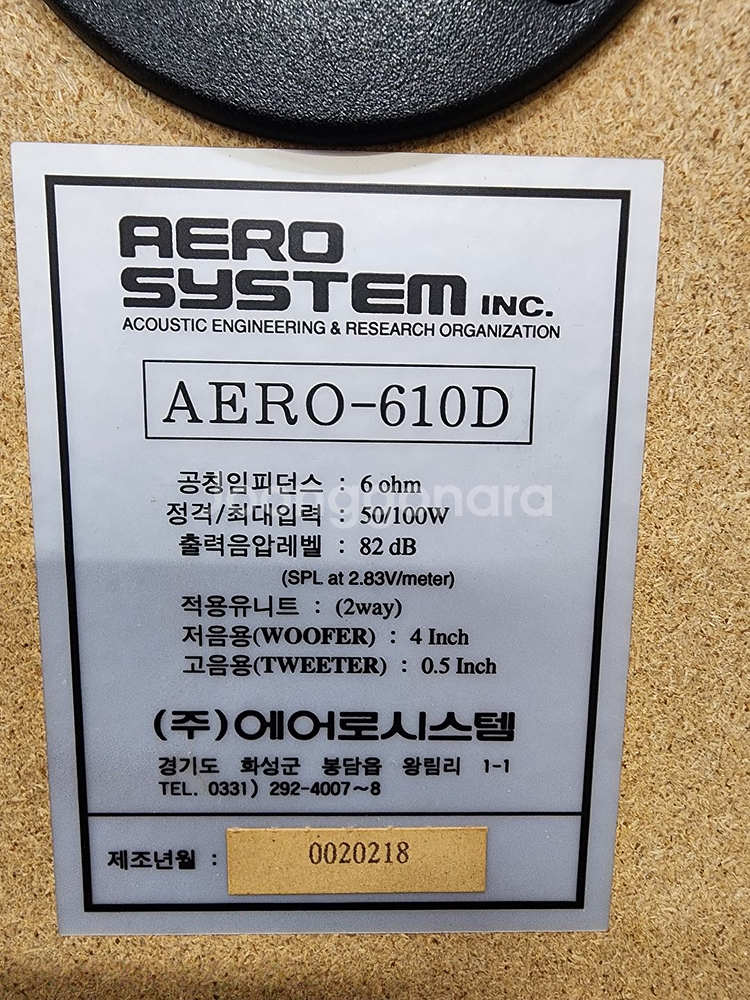 AERO
SYSTEM INC.
ACOUSTIC ENGINEERING & RESEARCH ORGANIZATION
AERO-610D
공칭임피던스 : 6 ohm
정격/최대입력 : 50/100W
출력음압레벨 : 82 dB
(SPL at 2.83V/meter)
적용유니트 : (2way)
저음용(WOOFER) : 4 Inch
고음용(TWEETER) : 0.5 Inch
(주)에어로시스템
경기도 화성군 봉담읍 왕림리 1-1
TEL. 0331) 292-4007~8
제조년월 : 0020218